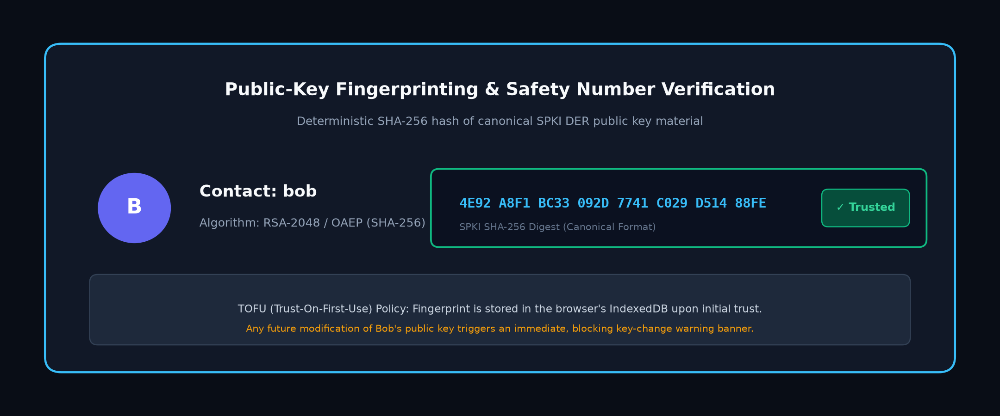 Public-Key Fingerprinting & Safety Number Verification
Deterministic SHA-256 hash of canonical SPKI DER public key material
B
Contact: bob
Algorithm: RSA-2048 / OAEP (SHA-256)
4E92 A8F1 BC33 092D 7741 C029 D514 88FE
SPKI SHA-256 Digest (Canonical Format)
✓ Trusted
TOFU (Trust-On-First-Use) Policy: Fingerprint is stored in the browser's IndexedDB upon initial trust.
Any future modification of Bob's public key triggers an immediate, blocking key-change warning banner.